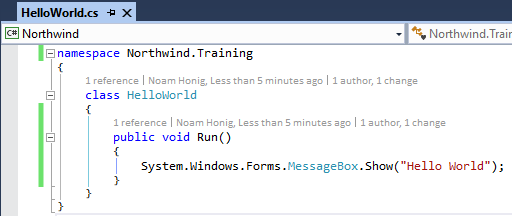 HelloWorld.cs
Northwind Northwind.Trai
namespace Northwind.Training
{
1 reference | Noam Honig, Less than 5 minutes ago | 1 author, 1 change
class HelloWorld
{
1 reference | Noam Honig, Less than 5 minutes ago | 1 author, 1 change
public void Run()
{
System.Windows.Forms.MessageBox.Show("Hello World");
}
}
}